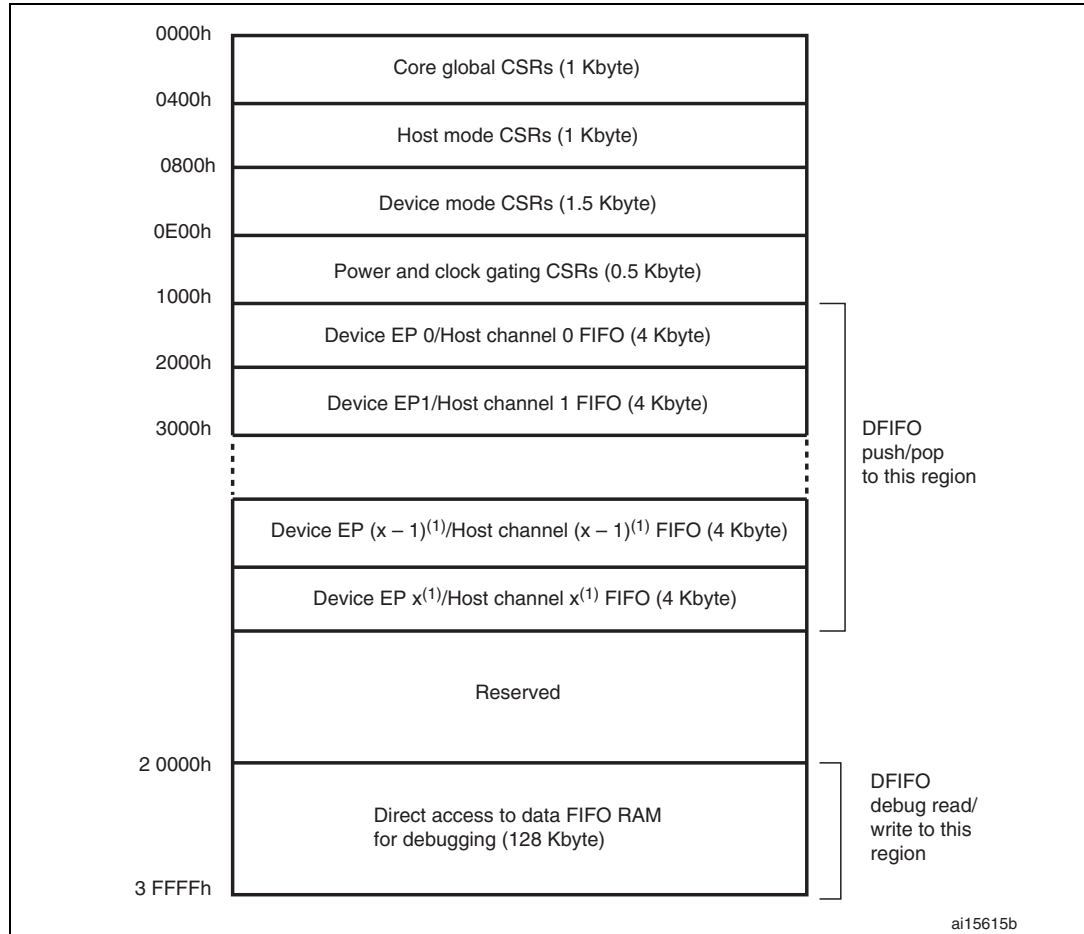 0000h
Core global CSRs (1 Kbyte)
0400h
Host mode CSRs (1 Kbyte)
0800h
Device mode CSRs (1.5 Kbyte)
0E00h
Power and clock gating CSRs (0.5 Kbyte)
1000h
Device EP 0/Host channel 0 FIFO (4 Kbyte)
2000h
Device EP1/Host channel 1 FIFO (4 Kbyte)
3000h
DFIFO
push/pop
to this region
Device EP (x – 1)(1)/Host channel (x – 1)(1) FIFO (4 Kbyte)
Device EP x(1)/Host channel x(1) FIFO (4 Kbyte)
Reserved
2 0000h
Direct access to data FIFO RAM
for debugging (128 Kbyte)
DFIFO
debug read/
write to this
region
3 FFFFh
ai15615b